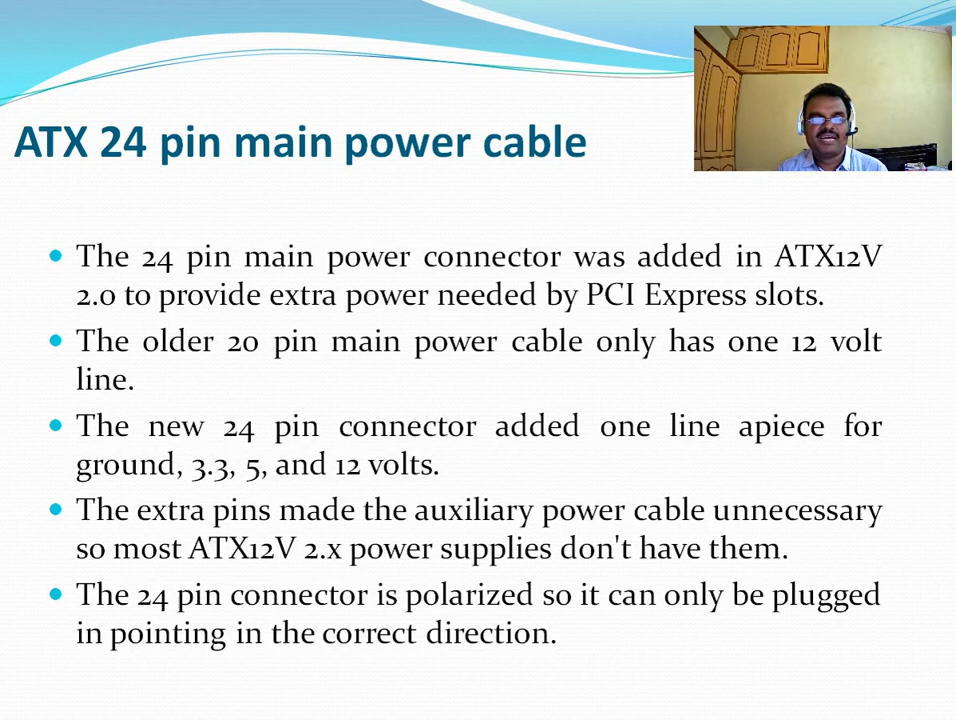 ATX 24 pin main power cable
The 24 pin main power connector was added in ATX12V
2.0 to provide extra power needed by PCI Express slots.
The older 20 pin main power cable only has one 12 volt
line.
The new 24 pin connector added one line apiece for
ground, 3.3, 5, and 12 volts.
The extra pins made the auxiliary power cable unnecessary
so most ATX12V 2.x power supplies don't have them.
The 24 pin connector is polarized so it can only be plugged
in pointing in the correct direction.